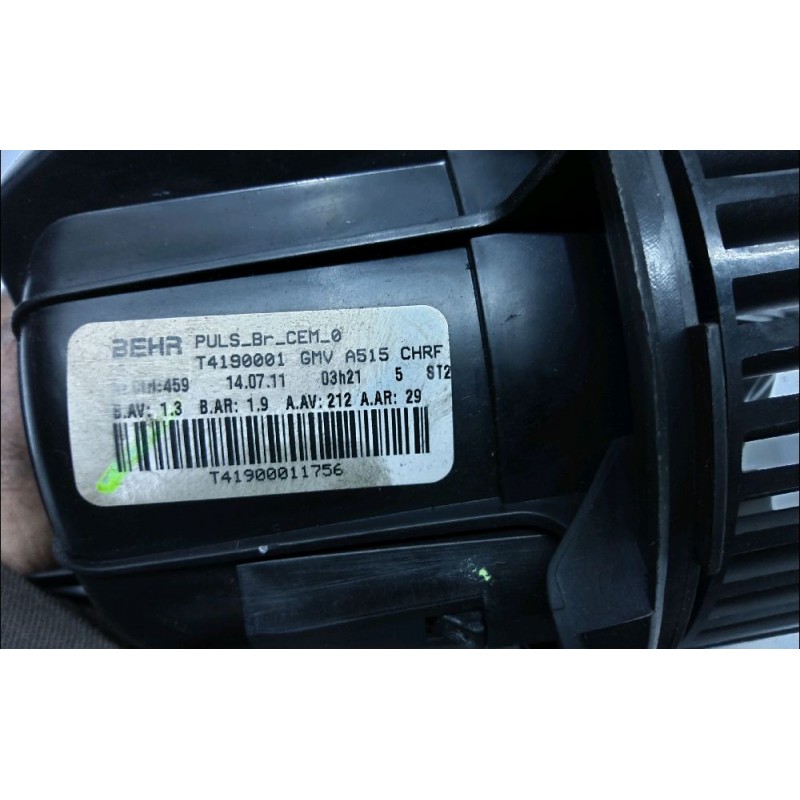 BEHR PULS_Br_CEM_0
T4190001 GMV A515 CHRF
:459 14.07.11 03h21 5 ST2
B.AV: 1.3 B.AR: 1.9 A.AV: 212 A.AR: 29
T41900011756